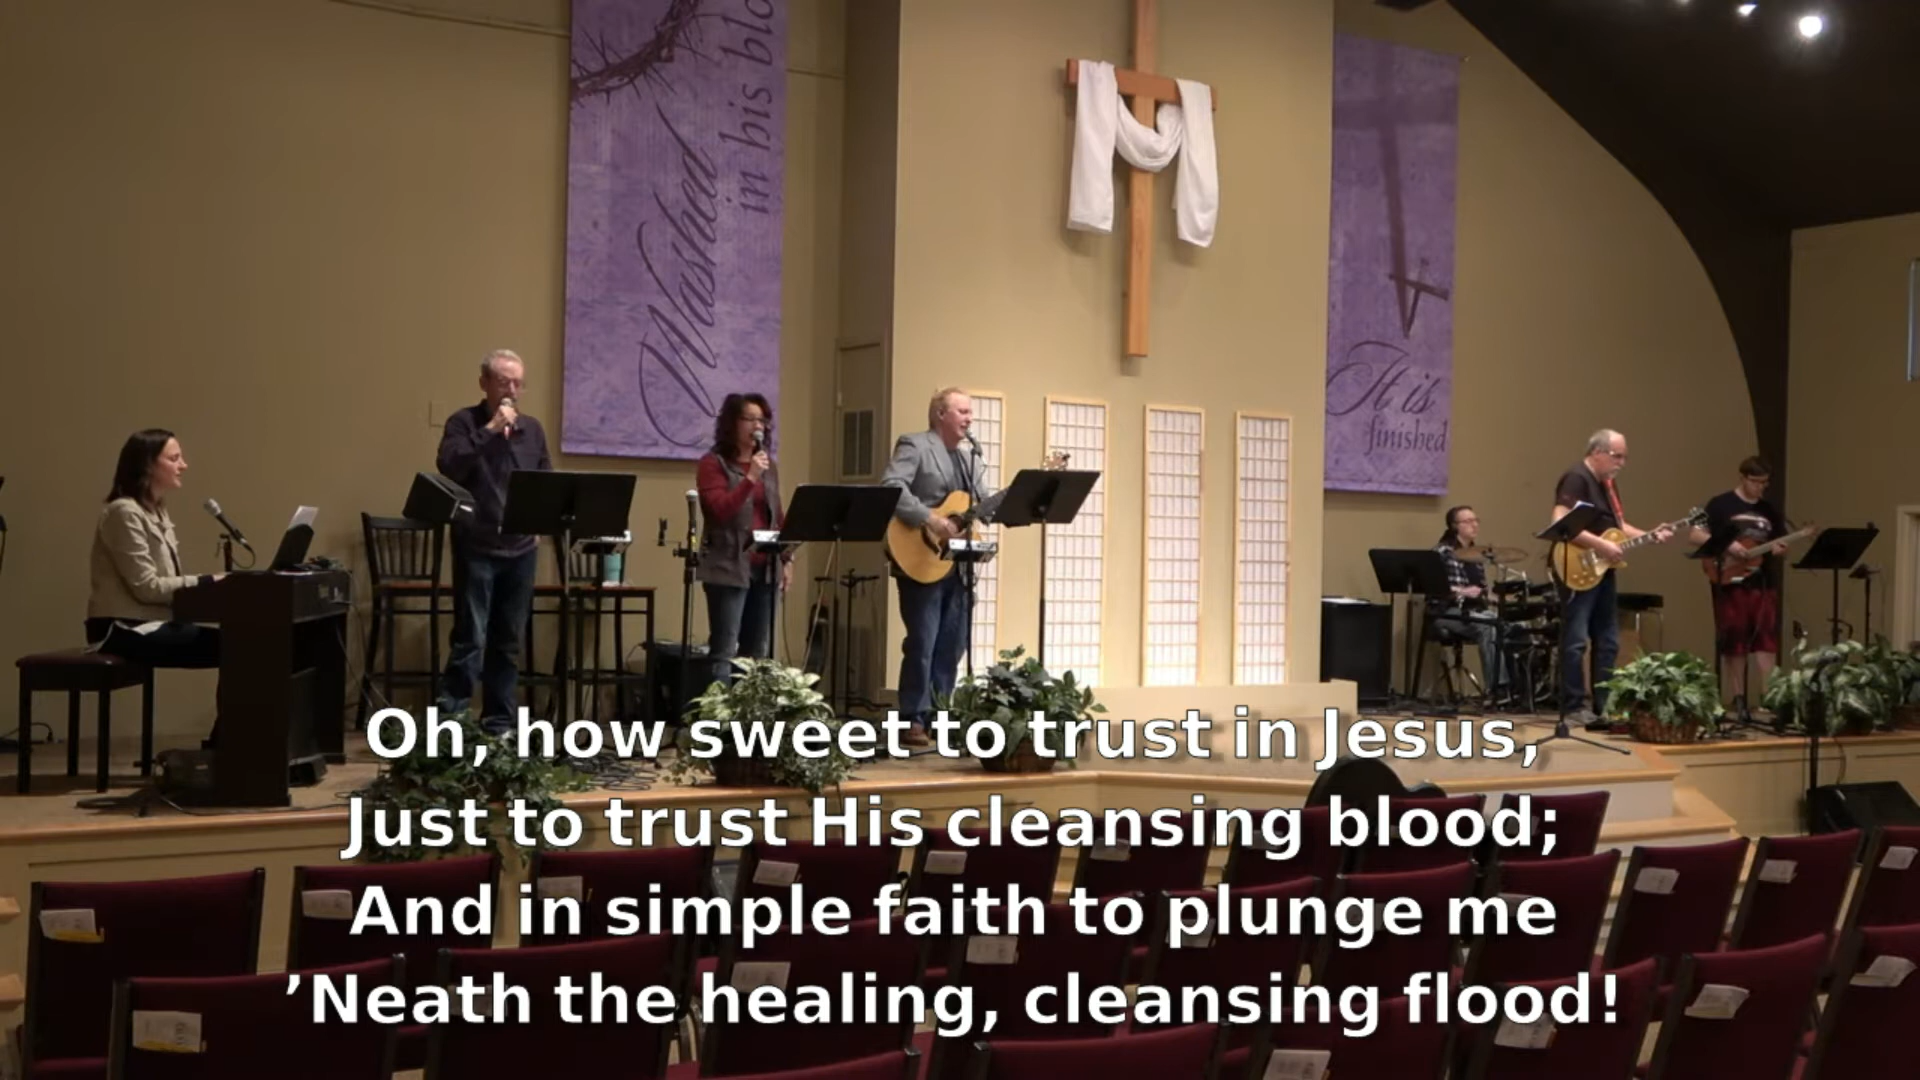 Washed
in his blo
It is
finished
Oh, how sweet to trust in Jesus,
Just to trust His cleansing blood;
And in simple faith to plunge me
’Neath the healing, cleansing flood!